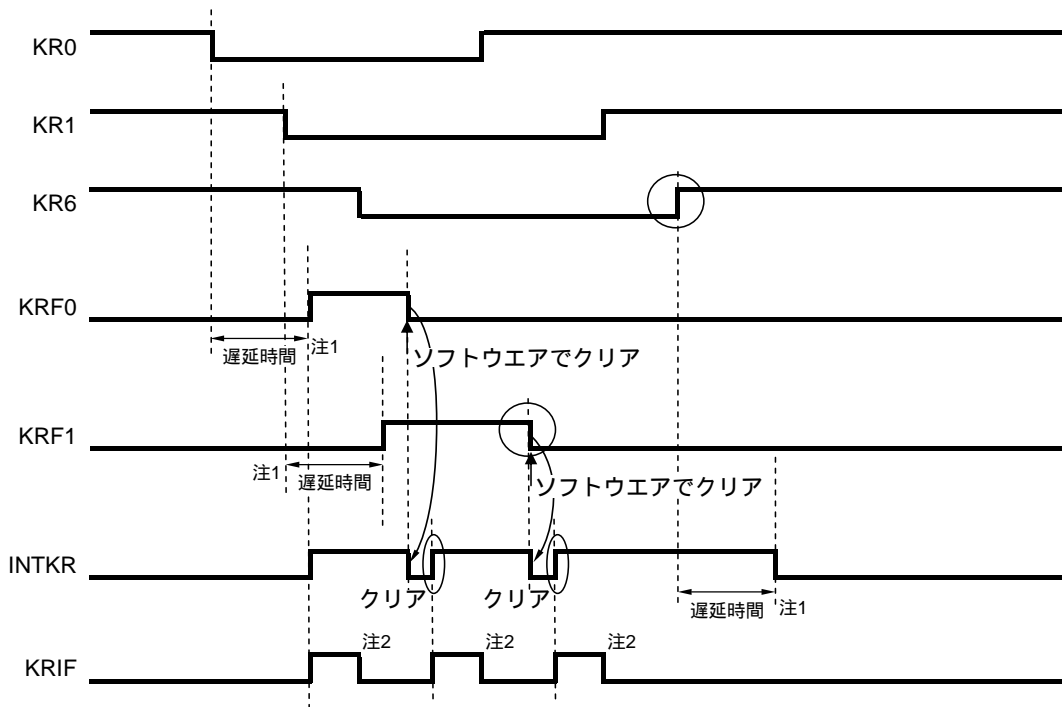 KR0
KR1
KR6
KRF0
遅延時間 注1
ソフトウエアでクリア
KRF1
注1 遅延時間
ソフトウエアでクリア
INTKR
クリア クリア
遅延時間 注1
注2 注2 注2
KRIF